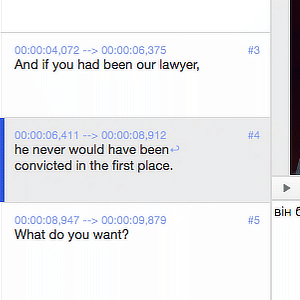 00:00:04,072 --> 00:00:06,375 #3
And if you had been our lawyer,
00:00:06,411 --> 00:00:08,912 #4
he never would have been↩
convicted in the first place.
00:00:08,947 --> 00:00:09,879 #5
What do you want?
він